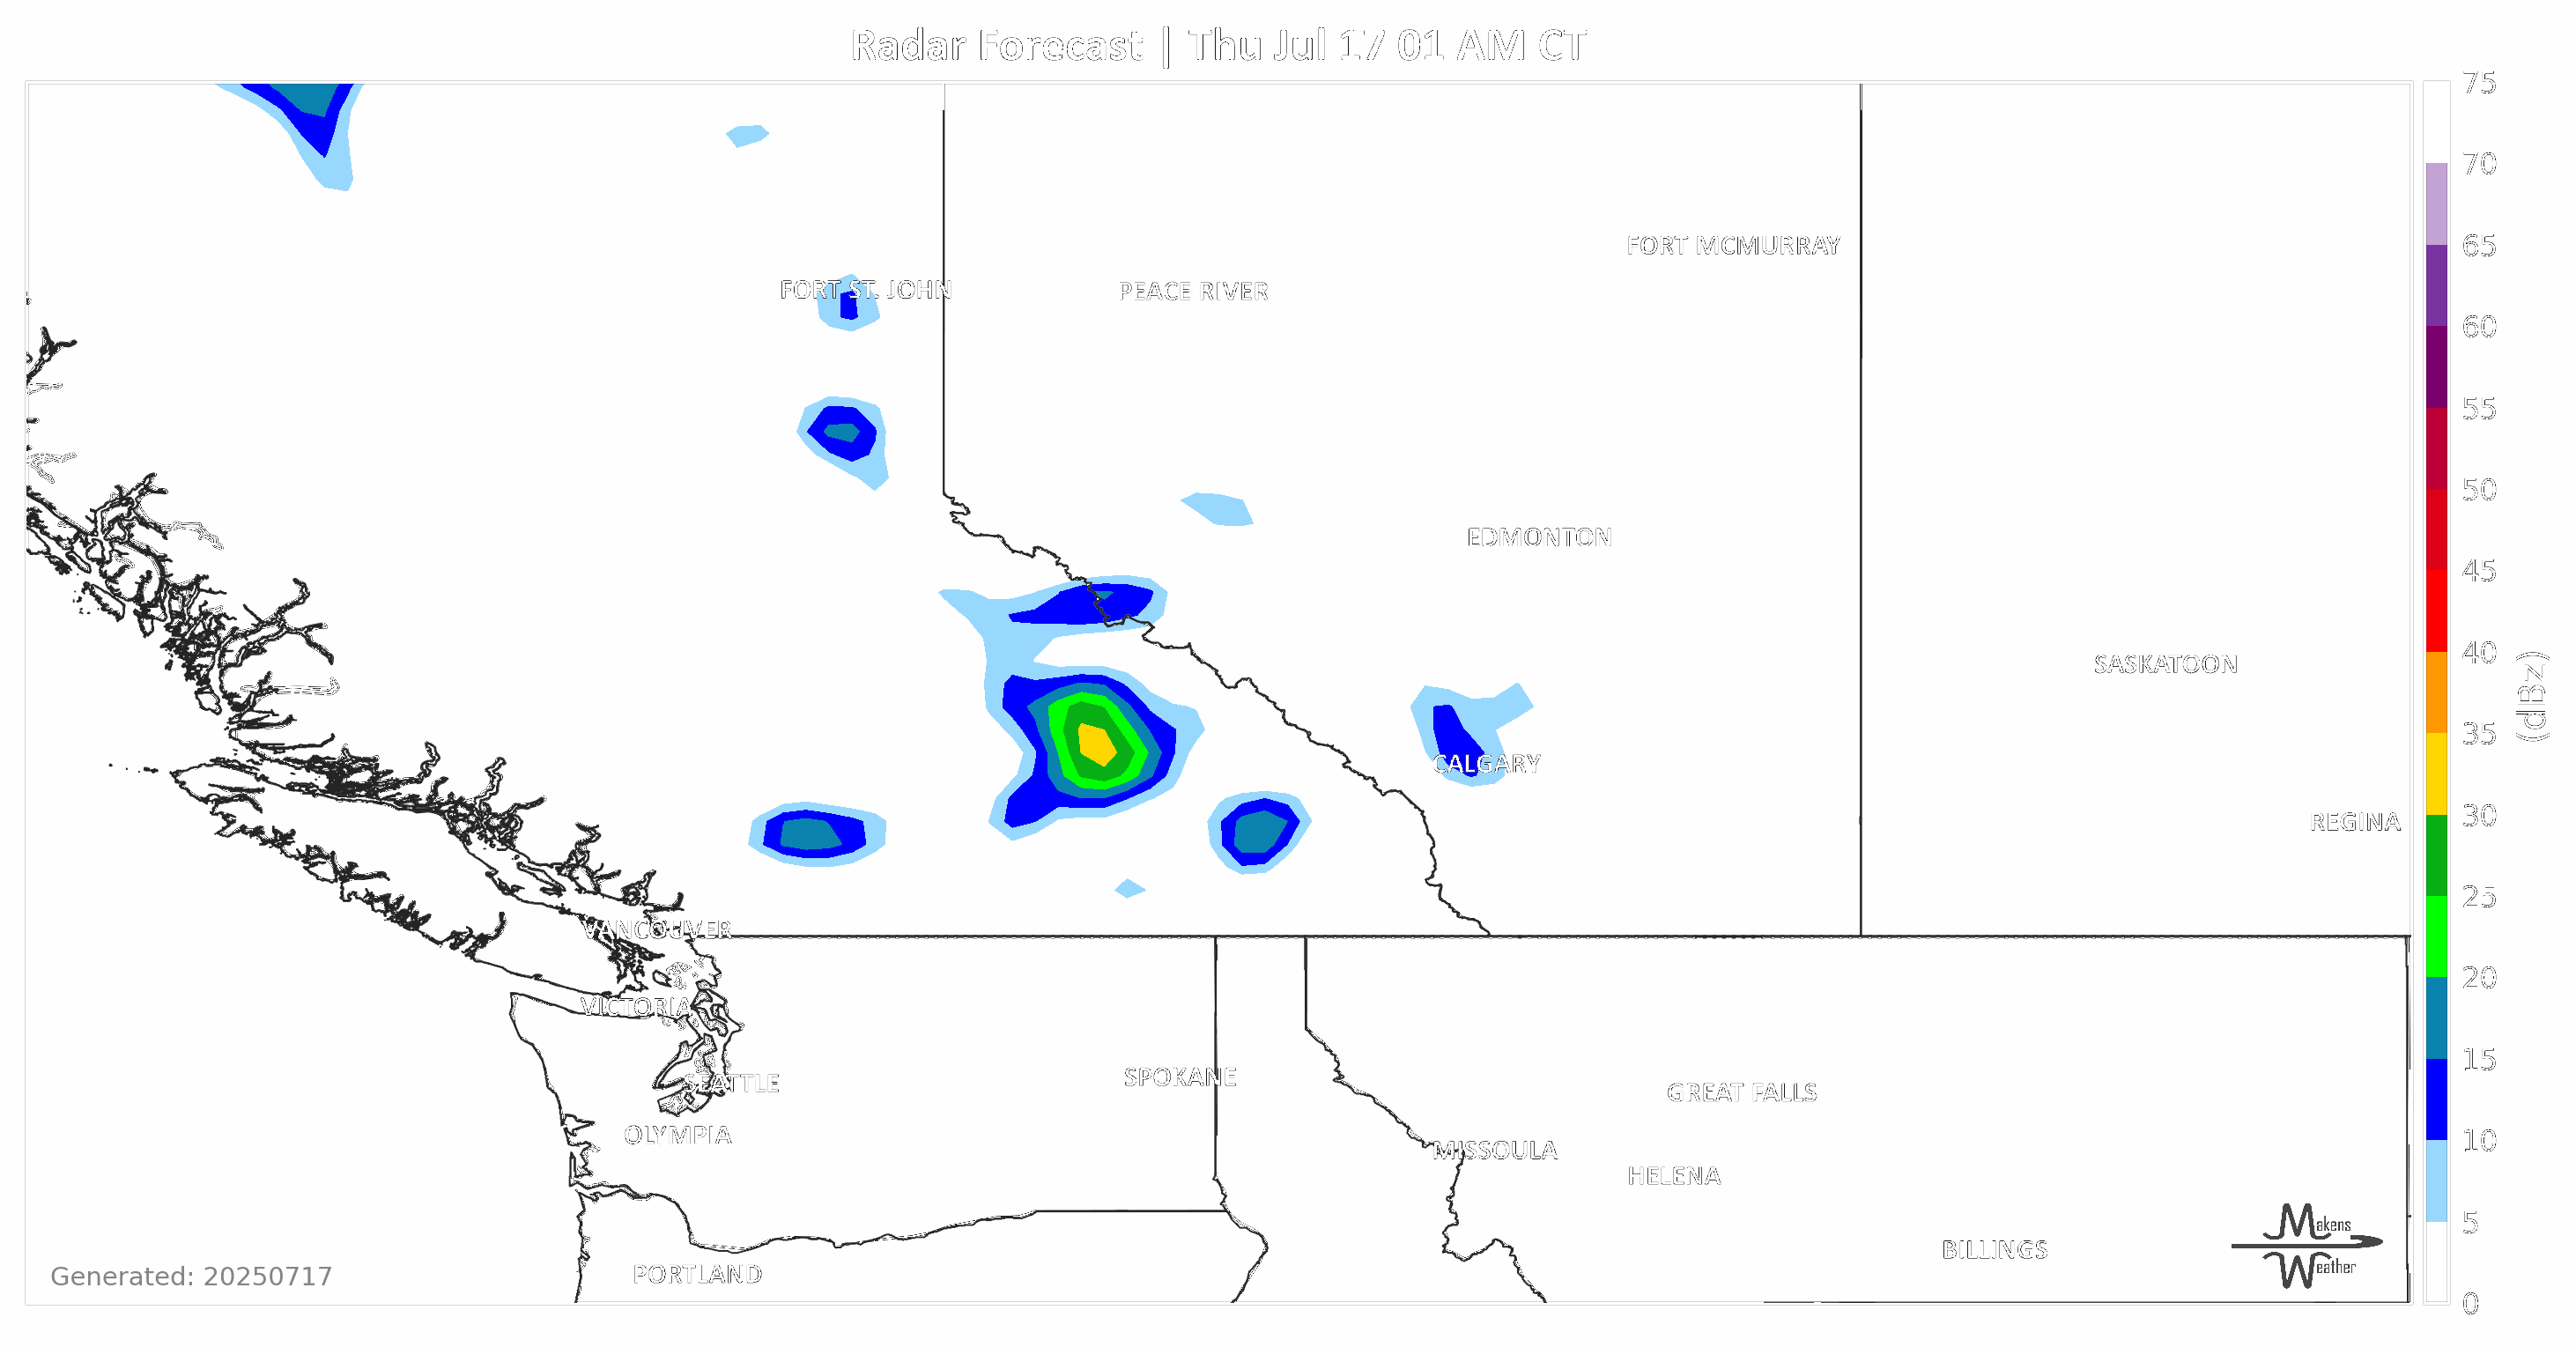 Radar Forecast | Thu Jul 17 01 AM CT
75
70
FORT MCMURRAY
65
FORT ST. JOHN
PEACE RIVER
60
55
50
EDMONTON
45
40
SASKATOON
(dBz)
35
CALGARY
30
REGINA
25
VANCOUVER
20
VICTORIA
15
SPOKANE
SEATTLE
GREAT FALLS
OLYMPIA
10
MISSOULA
HELENA
5
Makens
BILLINGS
Weather
PORTLAND
Generated: 20250717
0